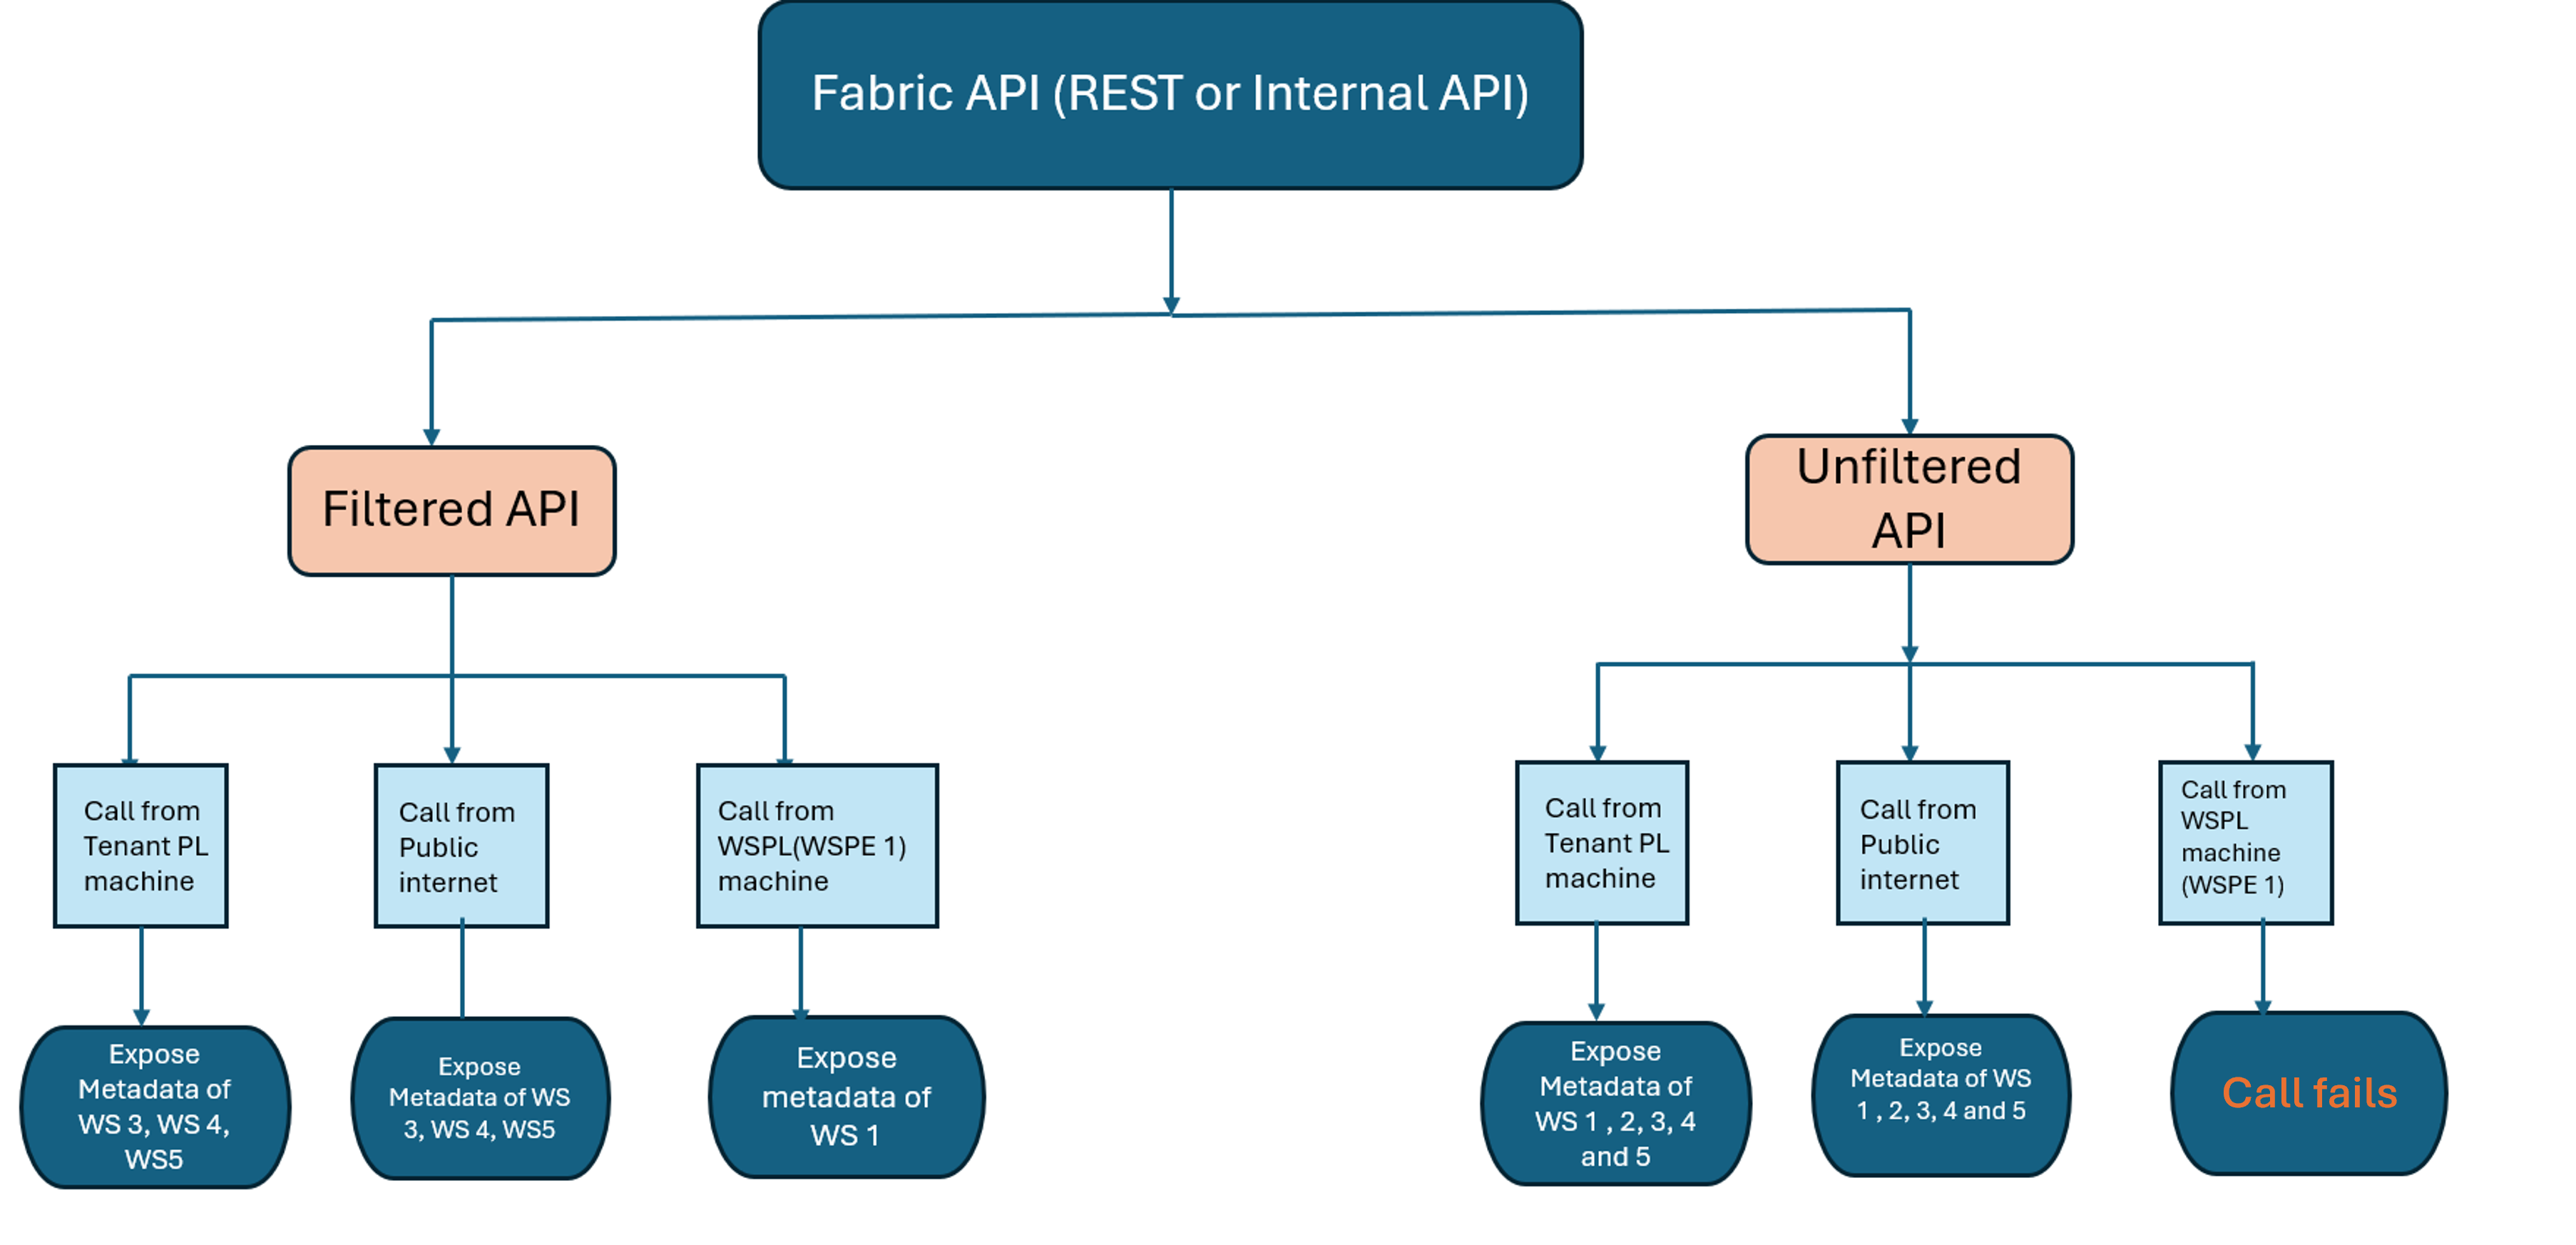 Fabric API (REST or Internal API)
Filtered API
Unfiltered
API
Call from
Tenant PL
machine
Call from
Public
internet
Call from
WSPL(WSPE 1)
machine
Call from
Tenant PL
machine
Call from
Public
internet
Call from
WSPL
machine
(WSPE 1)
Expose
Metadata of
WS 3, WS 4,
WS5
Expose
Metadata of WS
3, WS 4, WS5
Expose
metadata of
WS 1
Expose
Metadata of
WS 1 , 2, 3, 4
and 5
Expose
Metadata of WS
1 , 2, 3, 4 and 5
Call fails